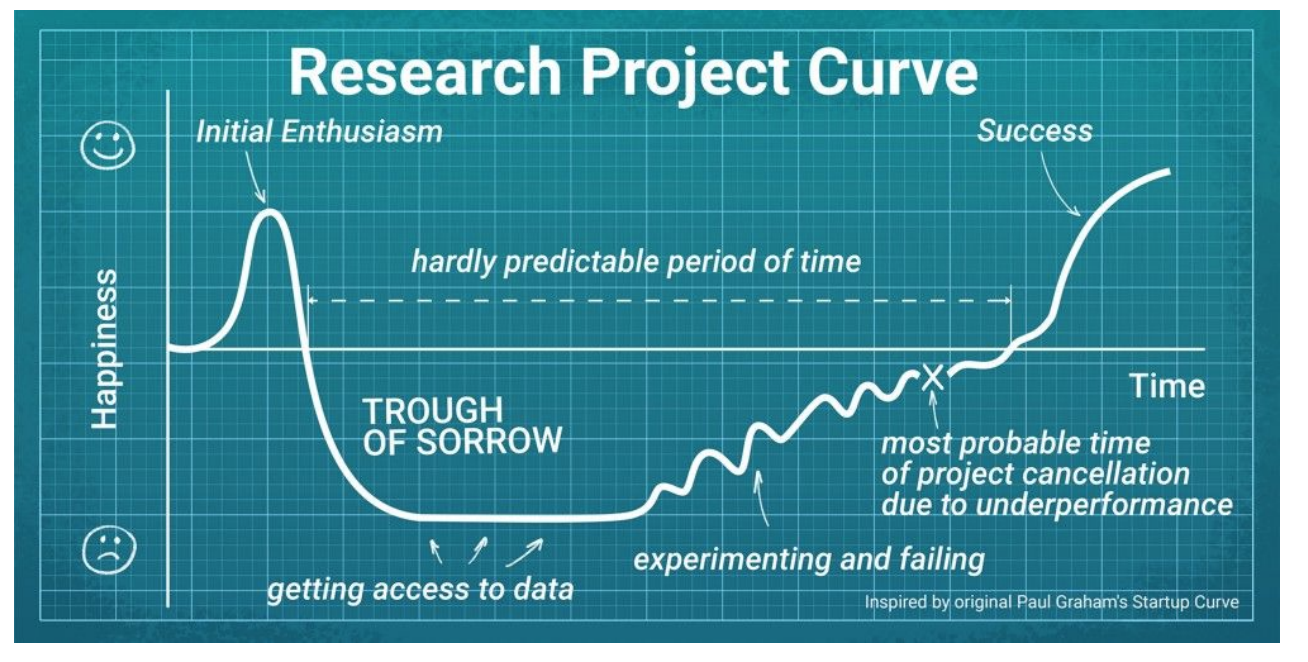 Research Project Curve
Initial Enthusiasm
Success
hardly predictable period of time
Happiness
Time
TROUGH
OF SORROW
most probable time
of project cancellation
due to underperformance
experimenting and failing
getting access to data
Inspired by original Paul Graham's Startup Curve